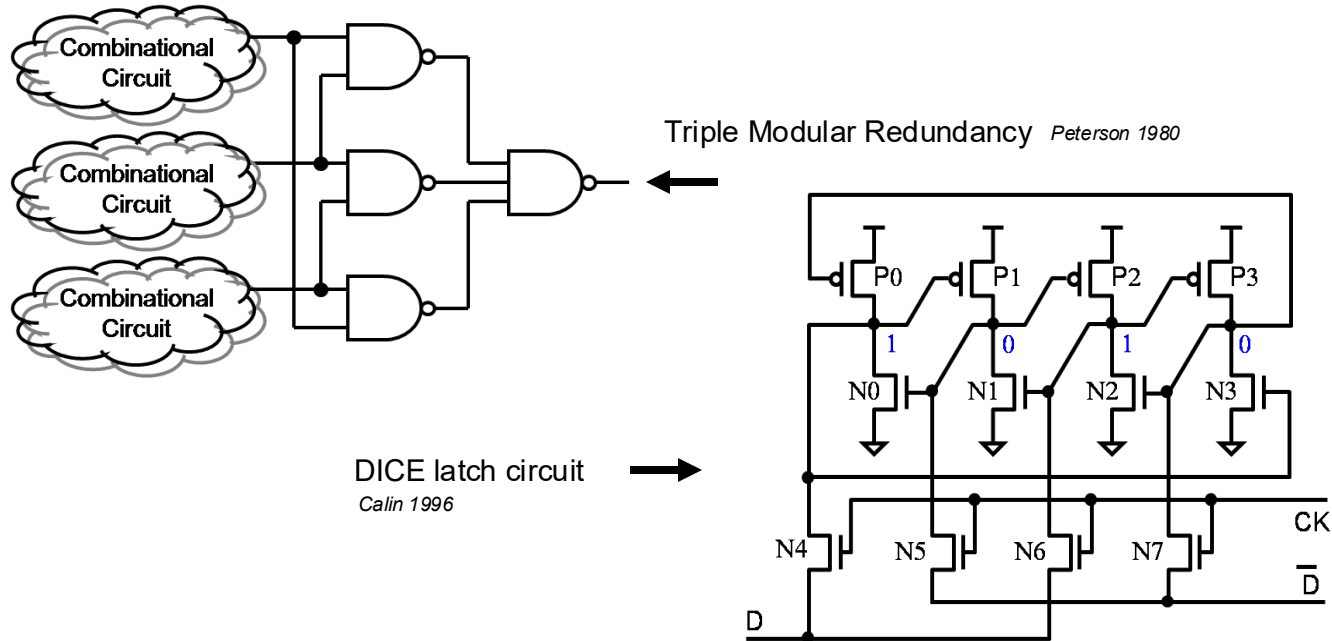 Combinational
Circuit
Combinational
Circuit
Combinational
Circuit
Triple Modular Redundancy Peterson 1980
P0 P1 P2 P3
1 0 1 0
N0 N1 N2 N3
DICE latch circuit
Calin 1996
CK
N4 N5 N6 N7
D̅
D